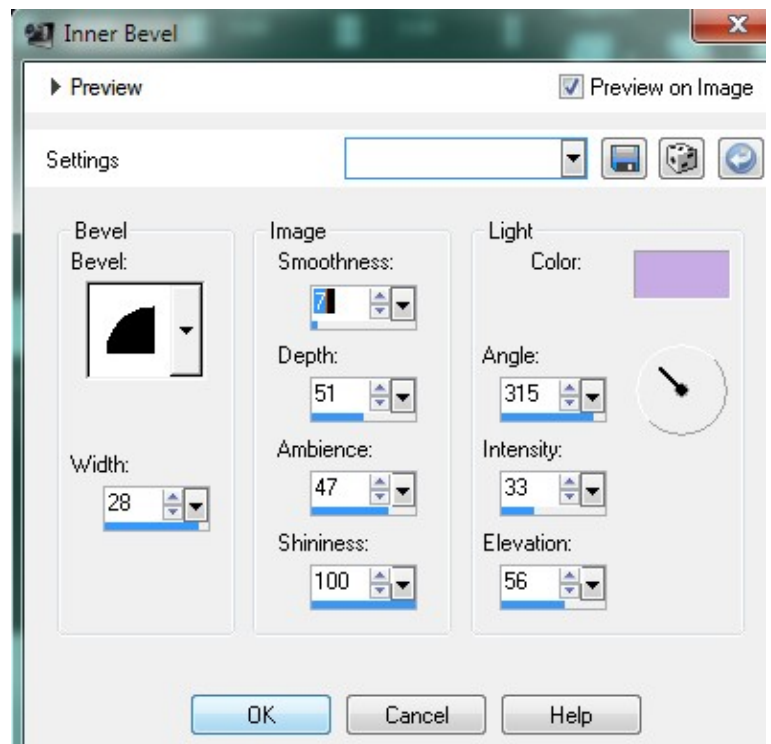 Inner Bevel
Preview
Preview on Image
Settings
Bevel
Bevel:
Width:
28
Image
Smoothness:
7
Depth:
51
Ambience:
47
Shininess:
100
Light
Color:
Angle:
315
Intensity:
33
Elevation:
56
OK
Cancel
Help